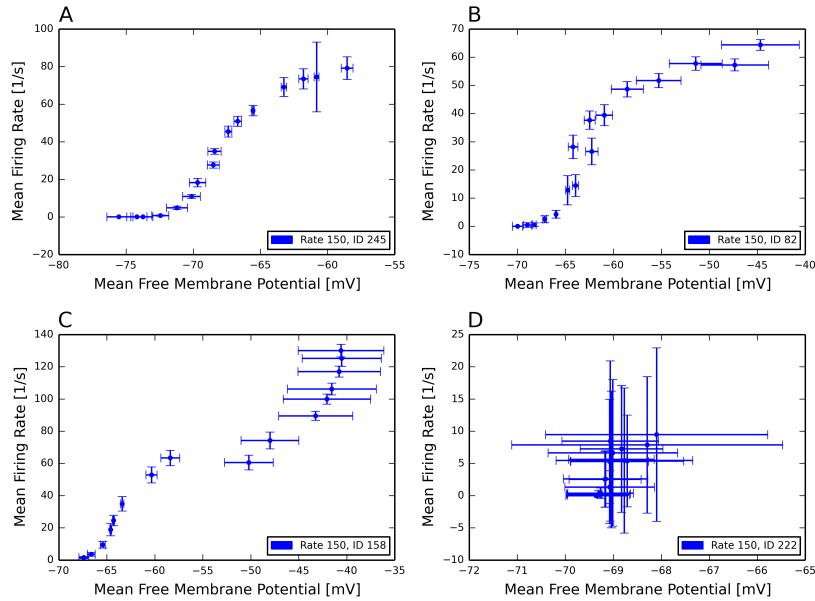 A
100
80
60
40
20
0
−20
−80 −75 −70 −65 −60 −55
Mean Firing Rate [1/s]
Mean Free Membrane Potential [mV]
Rate 150, ID 245
B
70
60
50
40
30
20
10
0
−10
−75 −70 −65 −60 −55 −50 −45 −40
Mean Firing Rate [1/s]
Mean Free Membrane Potential [mV]
Rate 150, ID 82
C
140
120
100
80
60
40
20
0
−70 −65 −60 −55 −50 −45 −40 −35
Mean Firing Rate [1/s]
Mean Free Membrane Potential [mV]
Rate 150, ID 158
D
25
20
15
10
5
0
−5
−10
−72 −71 −70 −69 −68 −67 −66 −65
Mean Firing Rate [1/s]
Mean Free Membrane Potential [mV]
Rate 150, ID 222